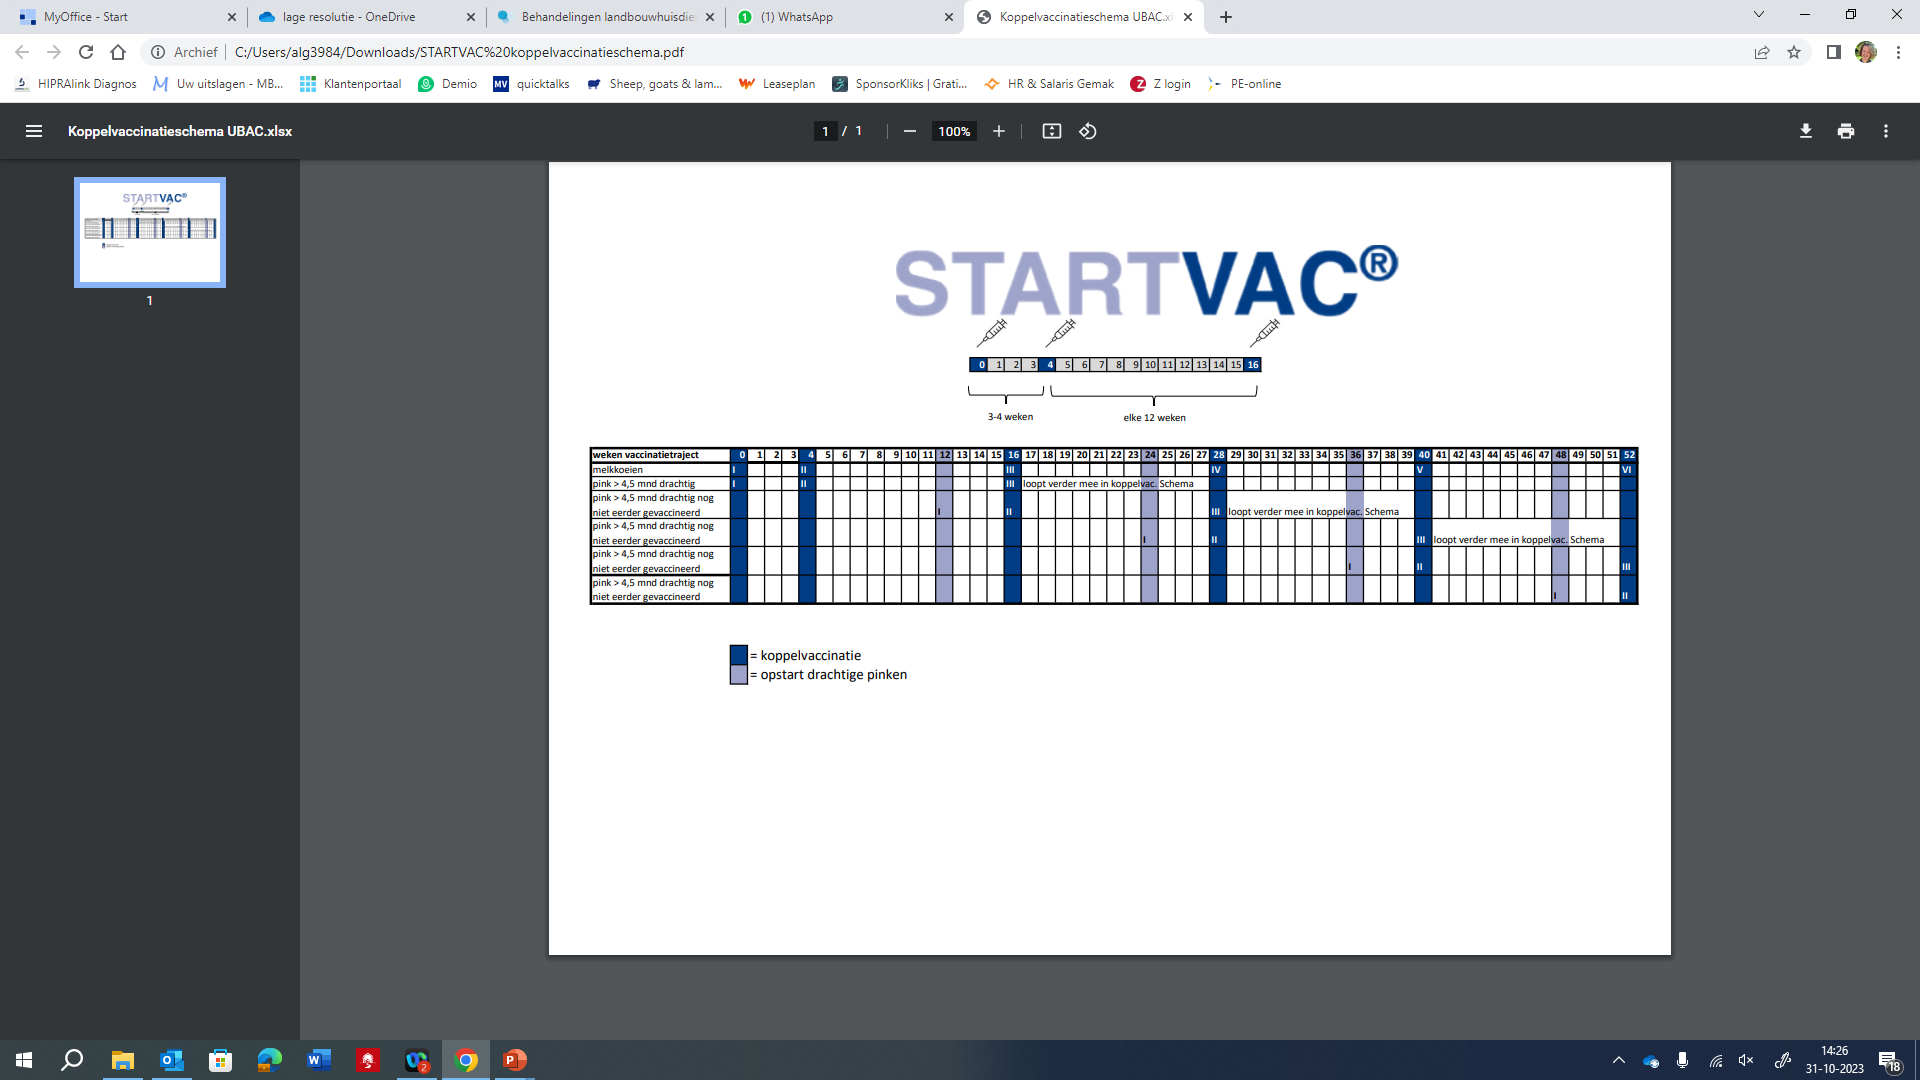 MyOffice - Start
lage resolutie - OneDrive
Behandelingen landbouwhuisdie
(1) WhatsApp
Koppelvaccinatieschema UBAC.xl
Archief
C:/Users/alg3984/Downloads/STARTVAC%20koppelvaccinatieschema.pdf
HIPRAlink Diagnos
Uw uitslagen - MB...
Klantenportaal
Demio
MV quicktalks
Sheep, goats & lam...
Leaseplan
SponsorKliks | Grati...
HR & Salaris Gemak
Z login
PE-online
Koppelvaccinatieschema UBAC.xlsx
1 / 1
100%
STARTVAC®
1
STARTVAC®
0 1 2 3 4 5 6 7 8 9 10 11 12 13 14 15 16
3-4 weken
elke 12 weken
weken vaccinatietraject 0 1 2 3 4 5 6 7 8 9 10 11 12 13 14 15 16 17 18 19 20 21 22 23 24 25 26 27 28 29 30 31 32 33 34 35 36 37 38 39 40 41 42 43 44 45 46 47 48 49 50 51 52
melkkoeien I II III IV V VI
pink > 4,5 mnd drachtig I II III loopt verder mee in koppelvac. Schema
pink > 4,5 mnd drachtig nog
niet eerder gevaccineerd I II III loopt verder mee in koppelvac. Schema
pink > 4,5 mnd drachtig nog
niet eerder gevaccineerd I II III loopt verder mee in koppelvac. Schema
pink > 4,5 mnd drachtig nog
niet eerder gevaccineerd I II III
pink > 4,5 mnd drachtig nog
niet eerder gevaccineerd I II
= koppelvaccinatie
= opstart drachtige pinken
14:26
31-10-2023
18
2